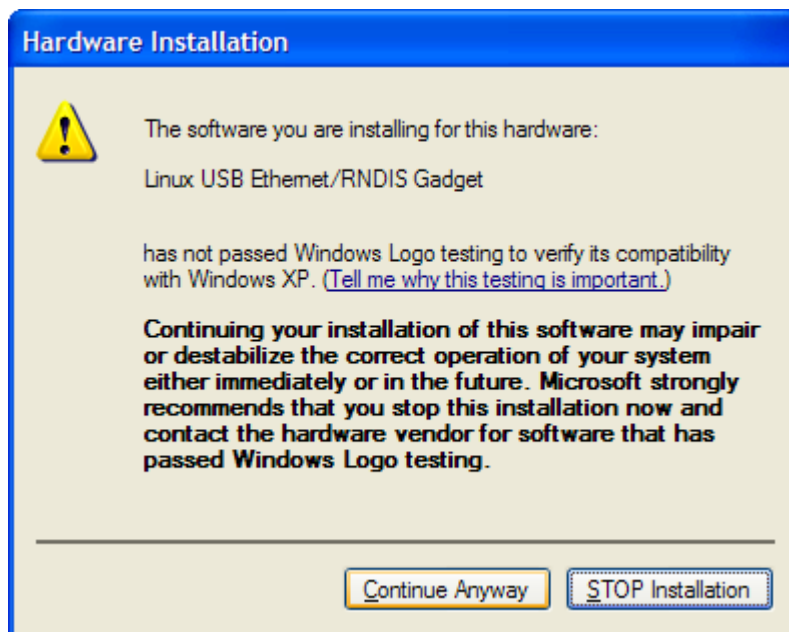 Hardware Installation
The software you are installing for this hardware:
Linux USB Ethernet/RNDIS Gadget
has not passed Windows Logo testing to verify its compatibility
with Windows XP. (Tell me why this testing is important.)
Continuing your installation of this software may impair
or destabilize the correct operation of your system
either immediately or in the future. Microsoft strongly
recommends that you stop this installation now and
contact the hardware vendor for software that has
passed Windows Logo testing.
Continue Anyway
STOP Installation